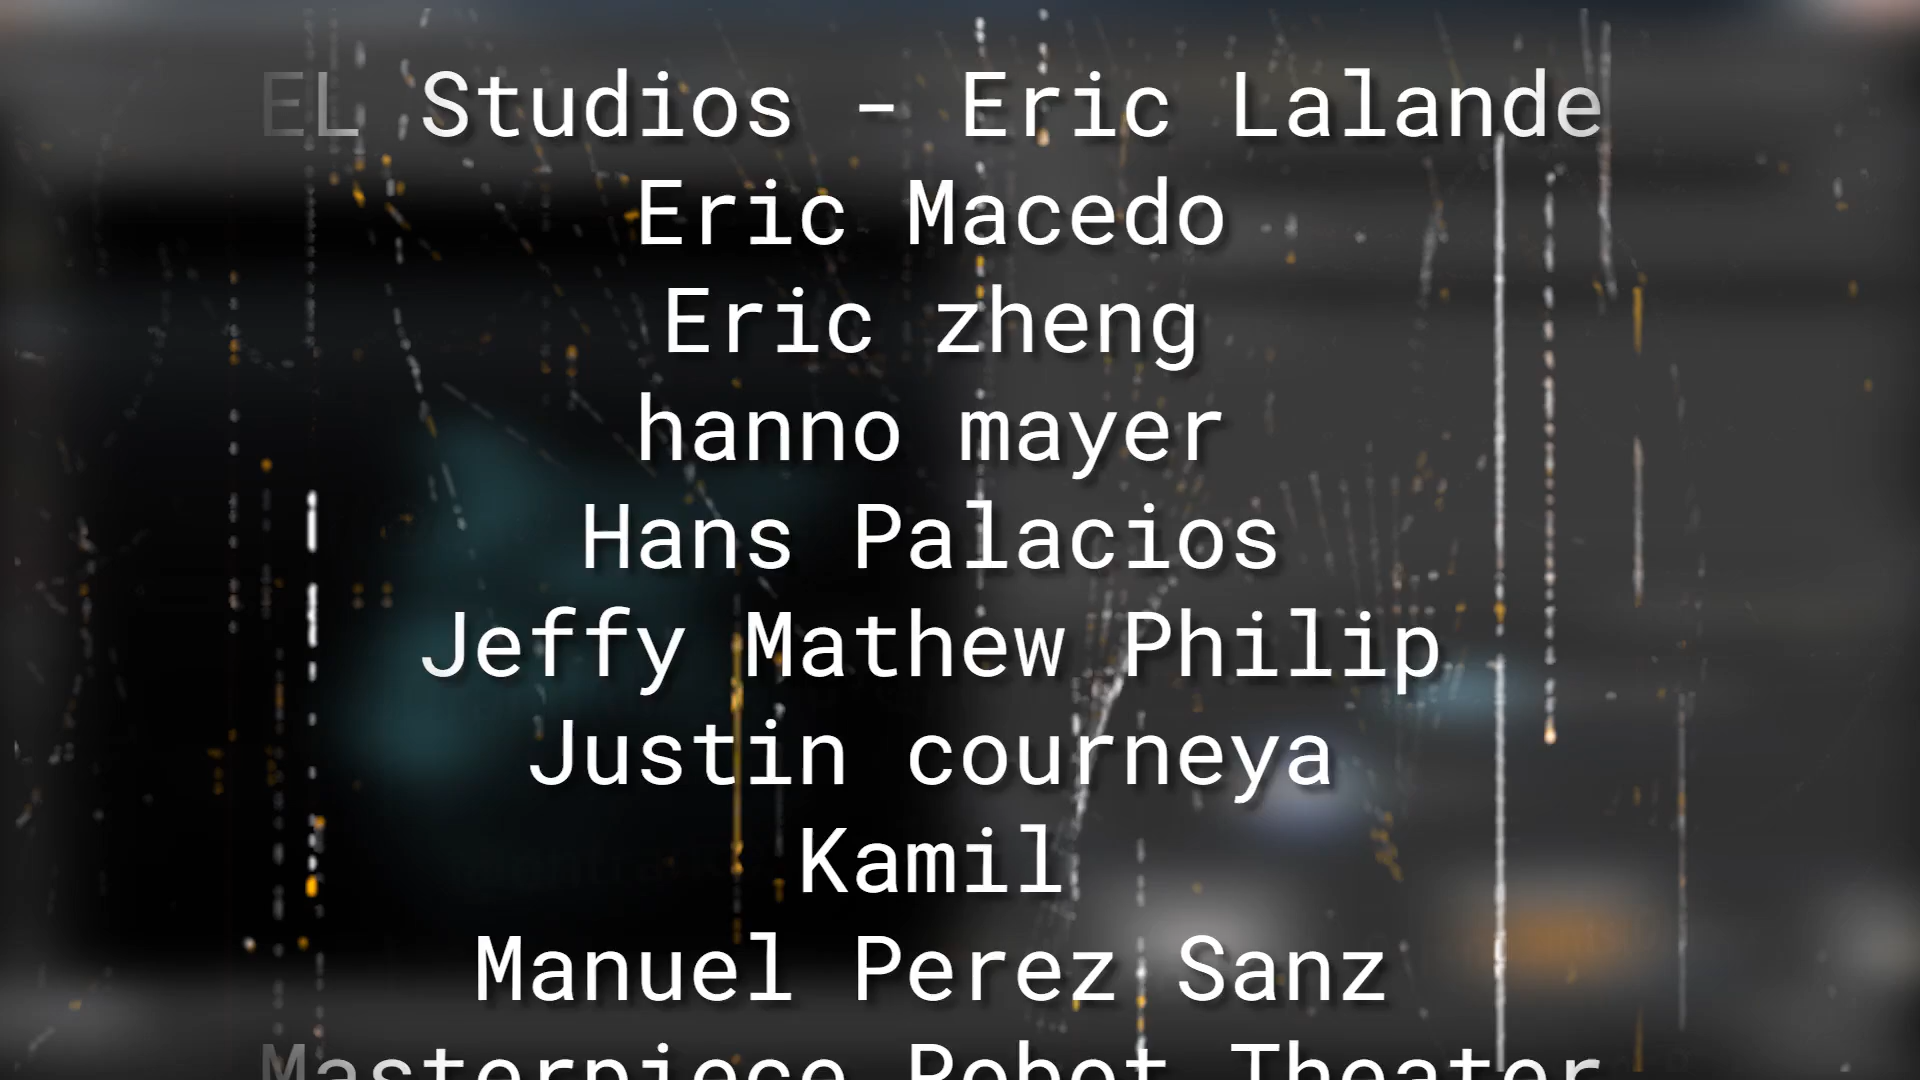 EL Studios - Eric Lalande
Eric Macedo
Eric zheng
hanno mayer
Hans Palacios
Jeffy Mathew Philip
Justin courneya
Kamil
Manuel Perez Sanz
Masterpiece Robot Theater